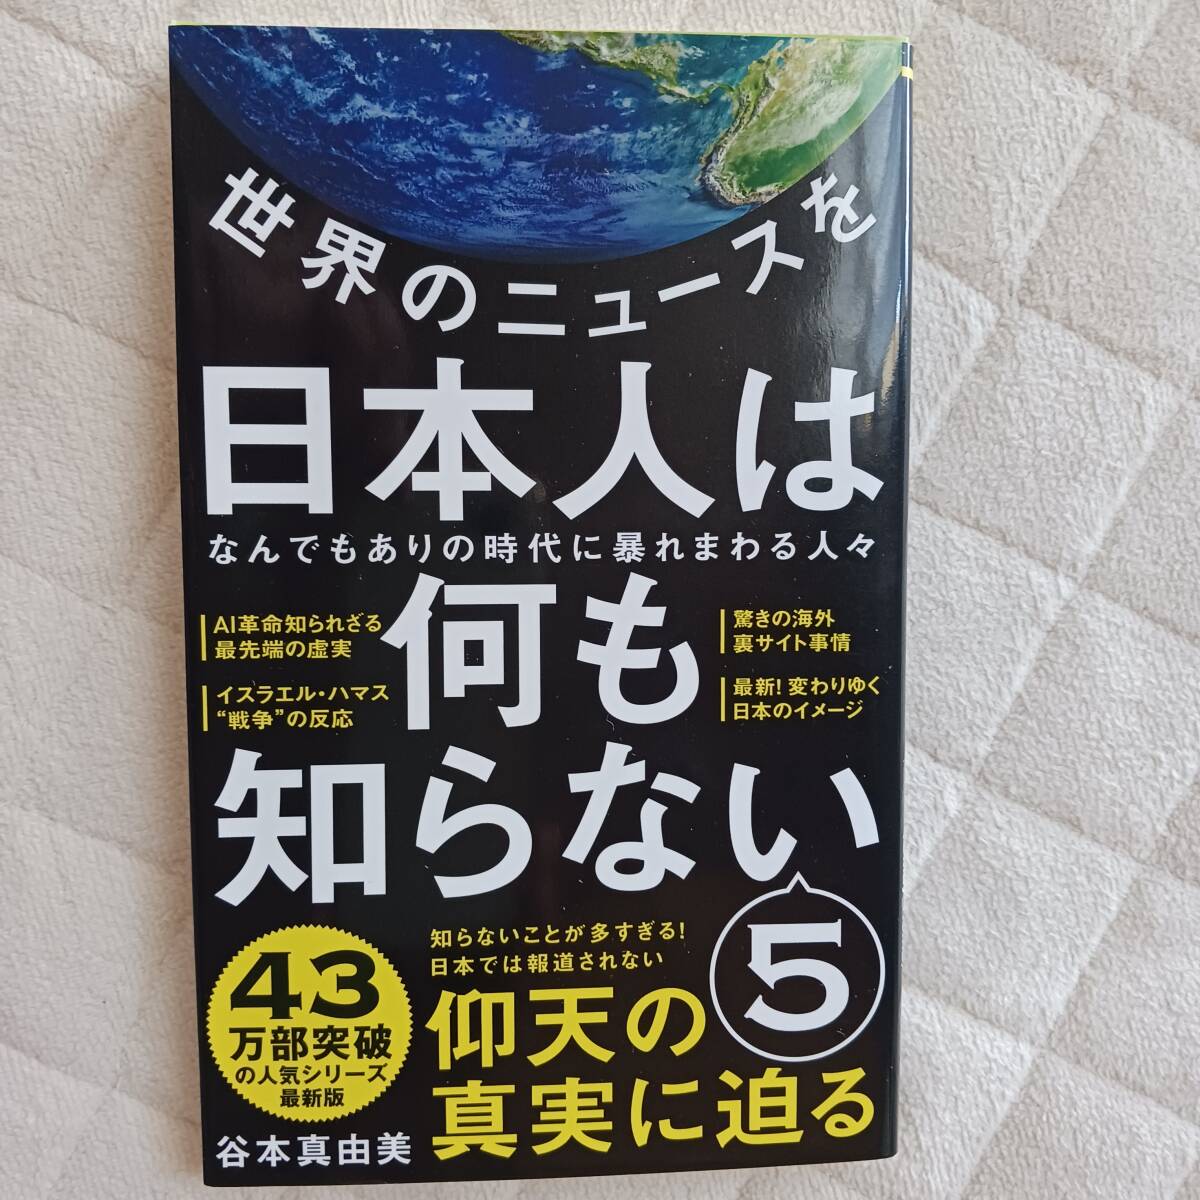 世界のニュースを
日本人は
なんでもありの時代に暴れまわる人々
何も
AI革命知られざる
最先端の虚実
イスラエル・ハマス
“戦争”の反応
驚きの海外
裏サイト事情
最新！変わりゆく
日本のイメージ
知らない
5
知らないことが多すぎる！
日本では報道されない
仰天の
真実に迫る
43
万部突破
の人気シリーズ
最新版
谷本真由美